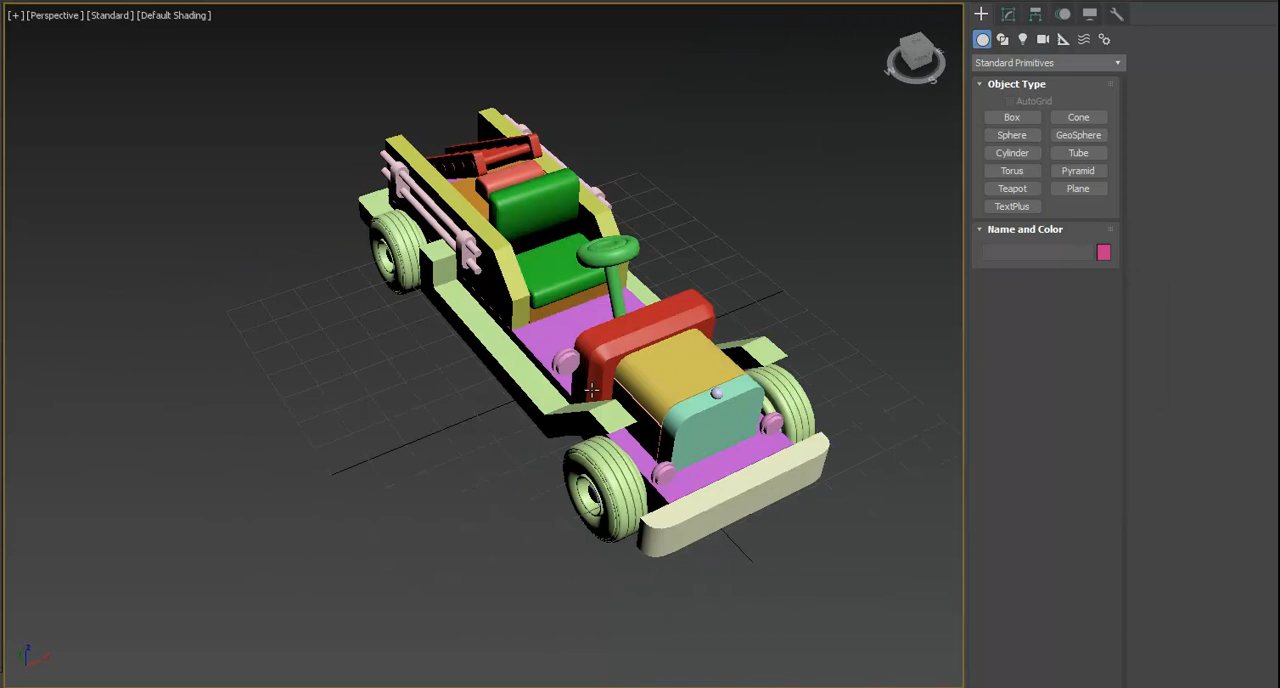 [+] [Perspective] [Standard] [Default Shading]
Standard Primitives
Object Type
AutoGrid
Box Cone
Sphere GeoSphere
Cylinder Tube
Torus Pyramid
Teapot Plane
TextPlus
Name and Color